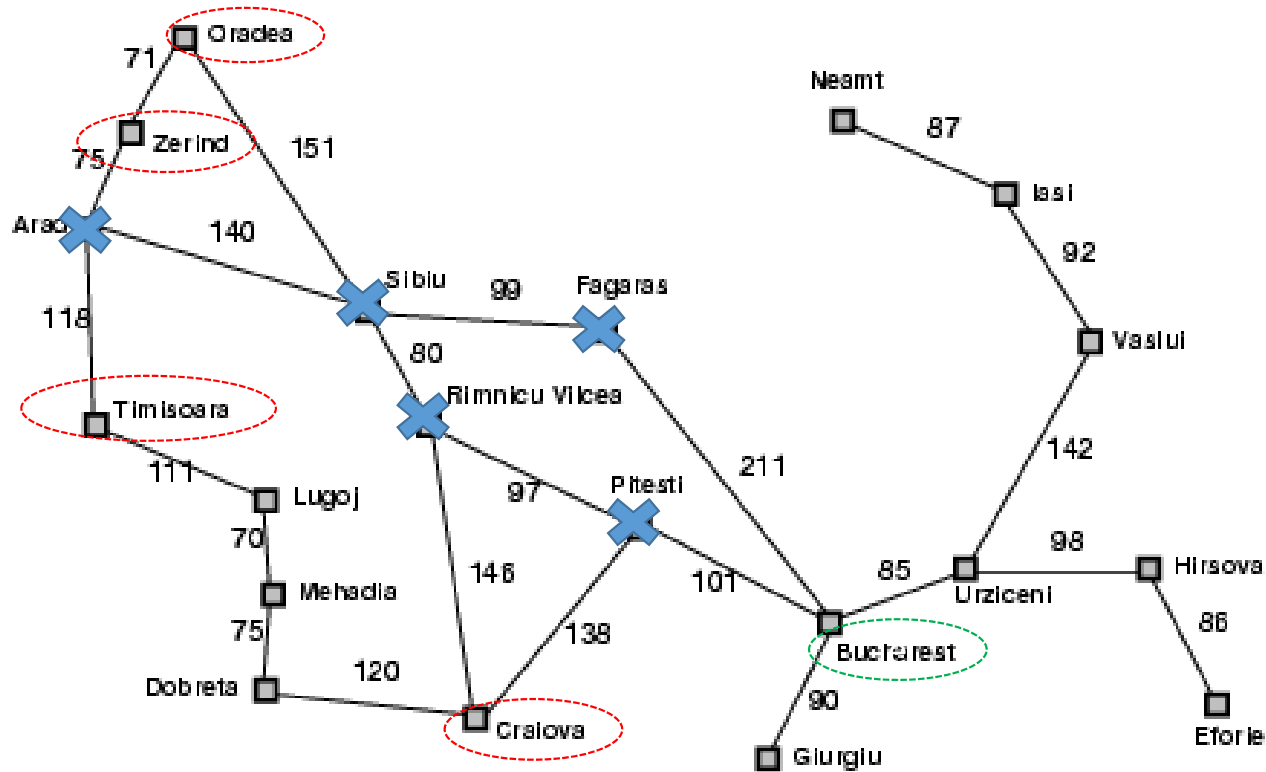 Oradea
71
Neamt
87
Zerind
151
75
Iasi
Arad
140
92
Sibiu
99
Fagaras
118
Vaslui
80
Rimnicu Vilcea
Timisoara
142
111
211
97
Pitesti
Lugoj
70
98
146
101
85
Hirsova
Mehadia
Urziceni
86
75
138
Bucharest
120
Dobreta
90
Craiova
Eforie
Giurgiu